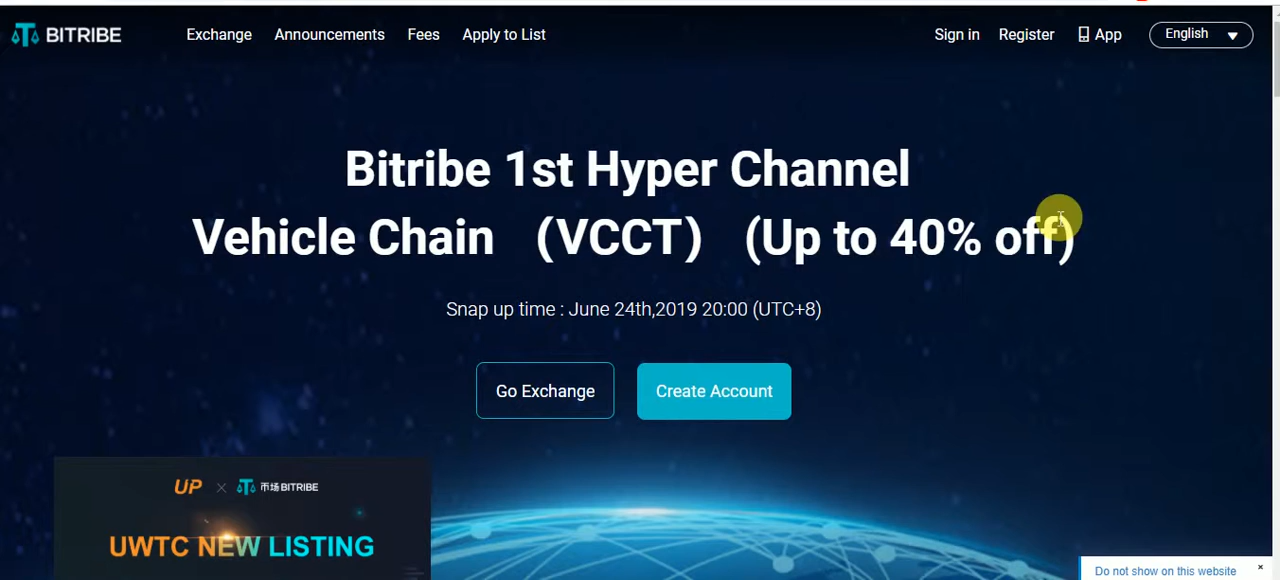 BITRIBE Exchange Announcements Fees Apply to List Sign in Register App English
Bitribe 1st Hyper Channel
Vehicle Chain （VCCT） (Up to 40% off)
Snap up time : June 24th,2019 20:00 (UTC+8)
Go Exchange Create Account
UP × 币场 BITRIBE
UWTC NEW LISTING
Do not show on this website ×